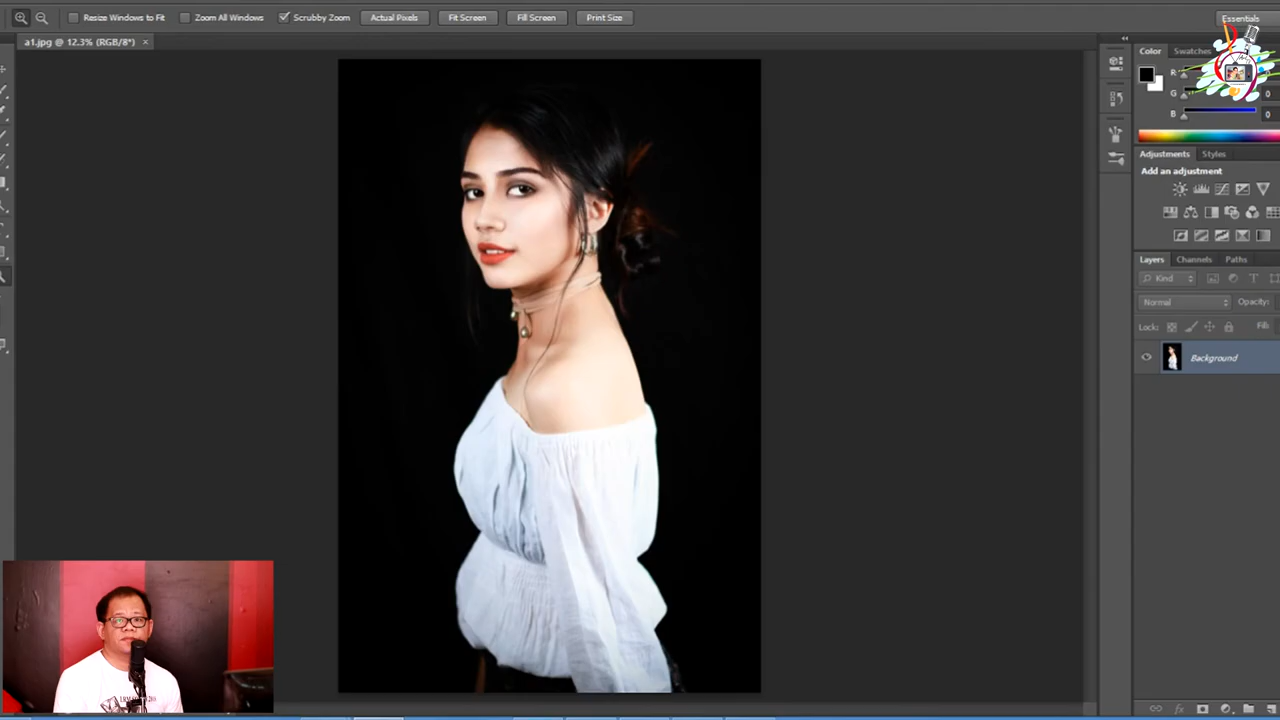 Resize Windows to Fit Zoom All Windows Scrubby Zoom Actual Pixels Fit Screen Fill Screen Print Size Essentials
a1.jpg @ 12.3% (RGB/8*) ×
Color Swatches
R
G 0
B 0
Adjustments Styles
Add an adjustment
Layers Channels Paths
Kind
Normal Opacity:
Lock: Fill:
Background